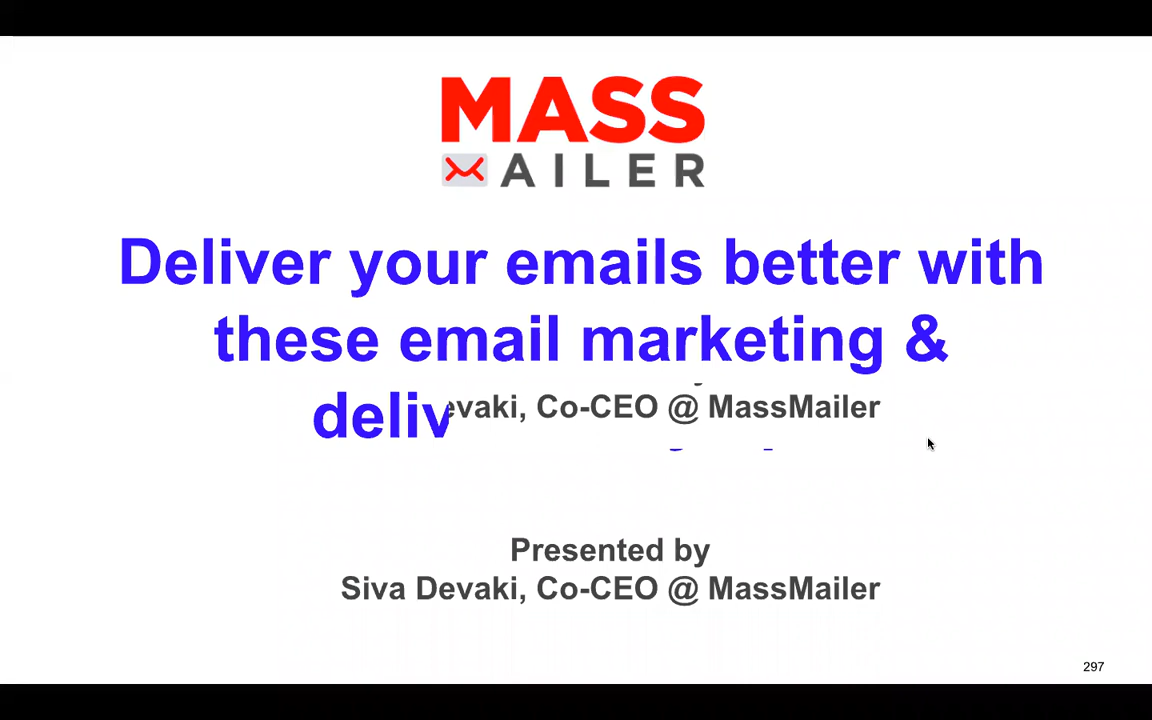 MASS
MAILER
Deliver your emails better with
these email marketing &
deliv
evaki, Co-CEO @ MassMailer
Presented by
Siva Devaki, Co-CEO @ MassMailer
297